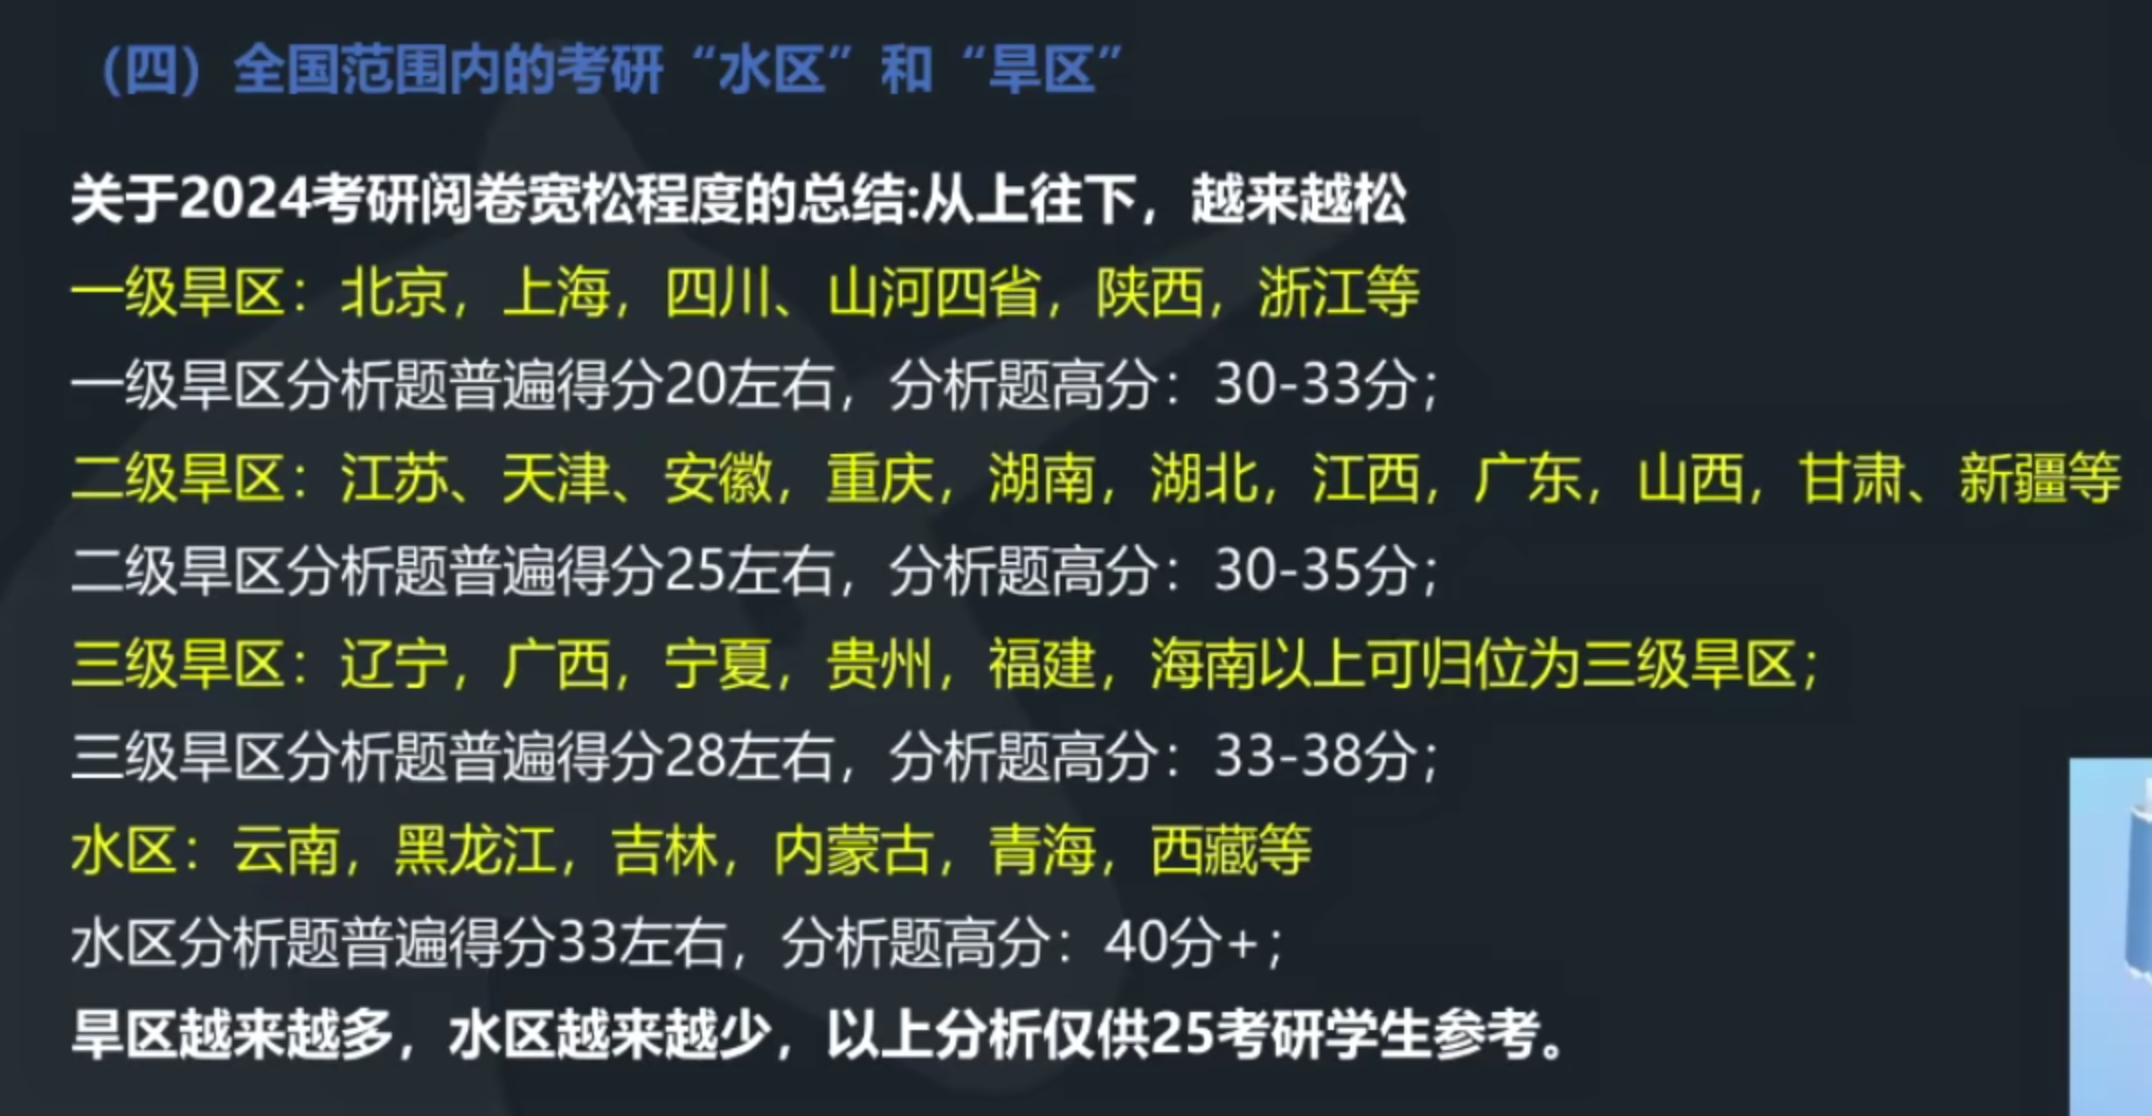 （四）全国范围内的考研“水区”和“旱区”
关于2024考研阅卷宽松程度的总结:从上往下，越来越松
一级旱区：北京，上海，四川、山河四省，陕西，浙江等
一级旱区分析题普遍得分20左右，分析题高分：30-33分；
二级旱区：江苏、天津、安徽，重庆，湖南，湖北，江西，广东，山西，甘肃、新疆等
二级旱区分析题普遍得分25左右，分析题高分：30-35分；
三级旱区：辽宁，广西，宁夏，贵州，福建，海南以上可归位为三级旱区；
三级旱区分析题普遍得分28左右，分析题高分：33-38分；
水区：云南，黑龙江，吉林，内蒙古，青海，西藏等
水区分析题普遍得分33左右，分析题高分：40分+；
旱区越来越多，水区越来越少，以上分析仅供25考研学生参考。